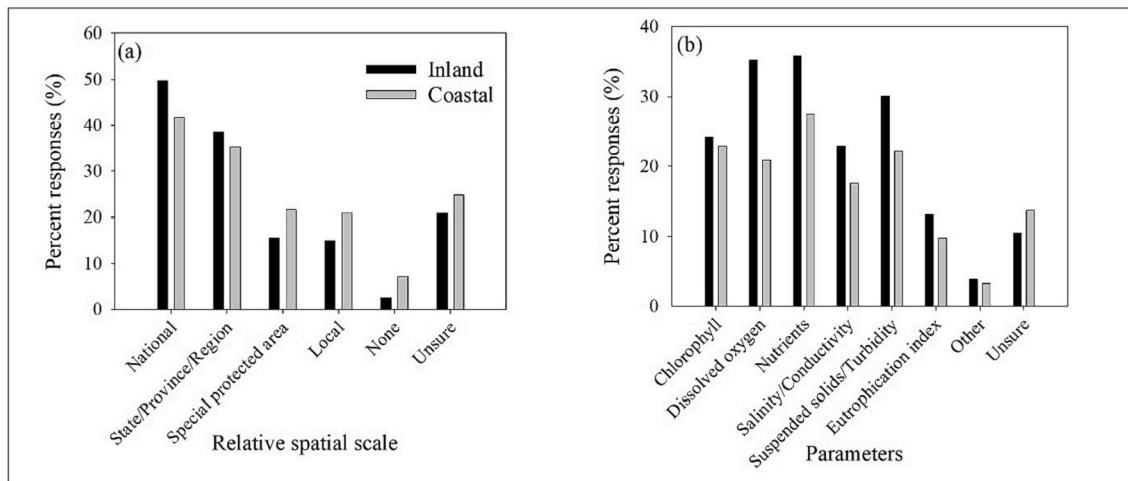 (a)
Percent responses (%)
60
50
40
30
20
10
0
Inland
Coastal
National
State/Province/Region
Special protected area
Local
None
Unsure
Relative spatial scale
(b)
Percent responses (%)
40
30
20
10
0
Chlorophyll
Dissolved oxygen
Nutrients
Salinity/Conductivity
Suspended solids/Turbidity
Eutrophication index
Other
Unsure
Parameters